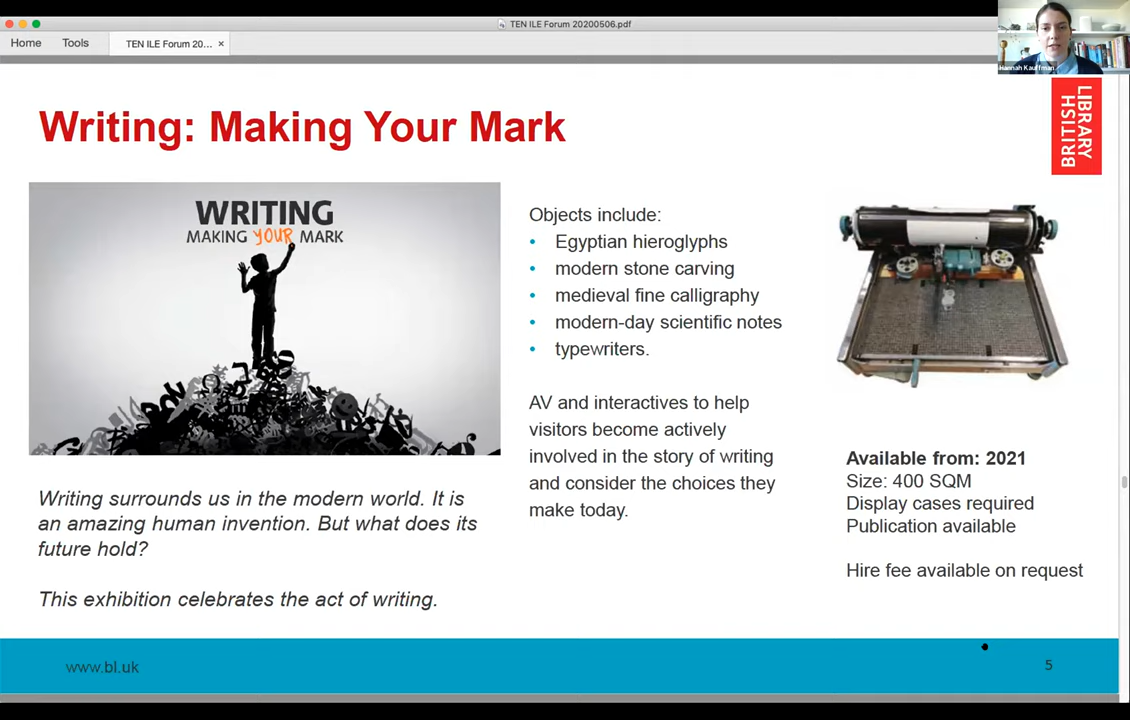 TEN ILE Forum 20200506.pdf
Home
Tools
TEN ILE Forum 20...
×
Hannah Kauffman
Writing: Making Your Mark
BRITISH
LIBRARY
WRITING
MAKING YOUR MARK
Writing surrounds us in the modern world. It is
an amazing human invention. But what does its
future hold?
This exhibition celebrates the act of writing.
Objects include:
• Egyptian hieroglyphs
• modern stone carving
• medieval fine calligraphy
• modern-day scientific notes
• typewriters.
AV and interactives to help
visitors become actively
involved in the story of writing
and consider the choices they
make today.
Available from: 2021
Size: 400 SQM
Display cases required
Publication available
Hire fee available on request
www.bl.uk
5